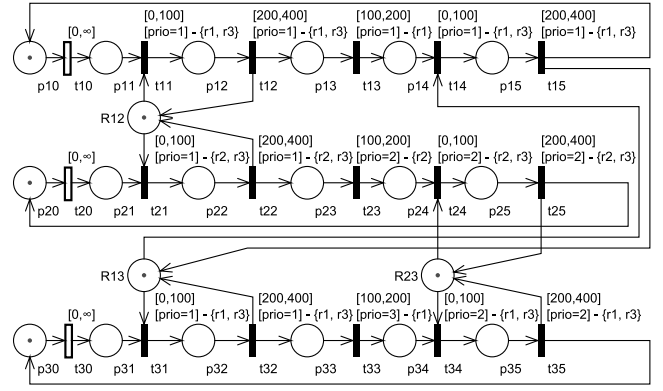 [0,∞] [0,100] [200,400] [100,200] [0,100] [200,400]
[prio=1] - {r1, r3} [prio=1] - {r1, r3} [prio=1] - {r1} [prio=1] - {r1, r3} [prio=1] - {r1, r3}
p10 t10 p11 t11 p12 t12 p13 t13 p14 t14 p15 t15
R12
[0,∞] [0,100] [200,400] [100,200] [0,100] [200,400]
[prio=1] - {r2, r3} [prio=1] - {r1, r3} [prio=2] - {r2} [prio=2] - {r2, r3} [prio=2] - {r2, r3}
p20 t20 p21 t21 p22 t22 p23 t23 p24 t24 p25 t25
R13 R23
[0,∞] [0,100] [200,400] [100,200] [0,100] [200,400]
[prio=1] - {r1, r3} [prio=1] - {r1, r3} [prio=3] - {r1} [prio=2] - {r1, r3} [prio=2] - {r1, r3}
p30 t30 p31 t31 p32 t32 p33 t33 p34 t34 p35 t35